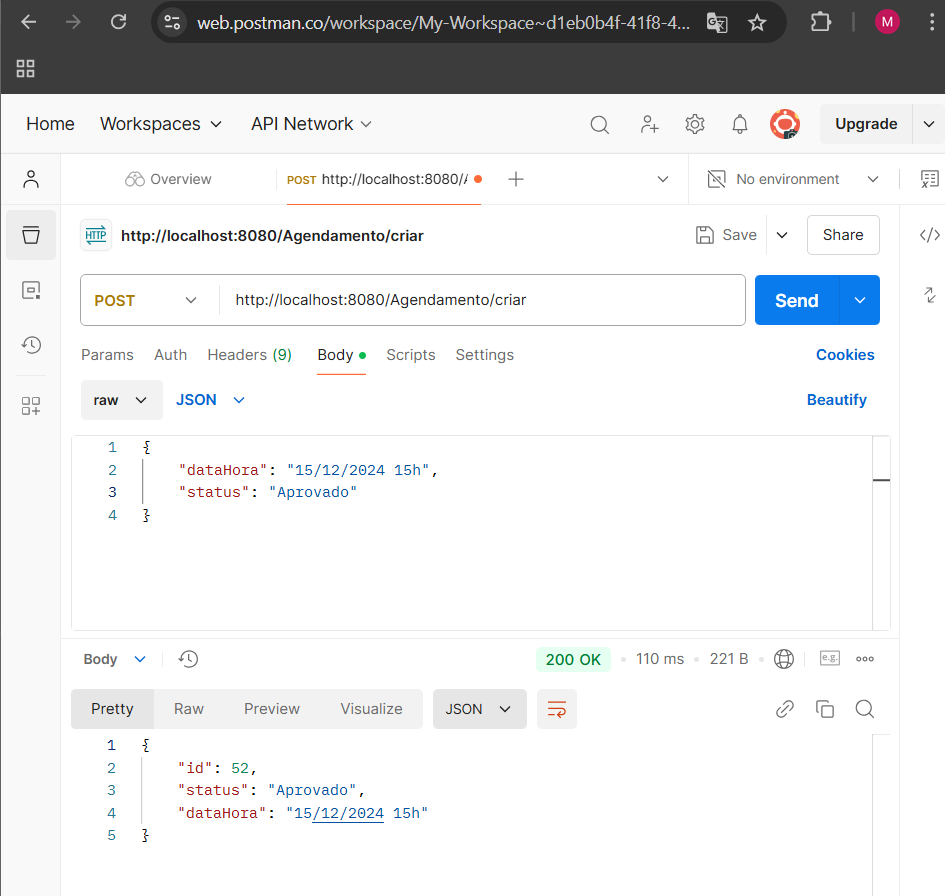 web.postman.co/workspace/My-Workspace~d1eb0b4f-41f8-4...
M
Home Workspaces API Network Upgrade
Overview POST http://localhost:8080/ No environment
HTTP http://localhost:8080/Agendamento/criar Save Share
POST http://localhost:8080/Agendamento/criar Send
Params Auth Headers (9) Body Scripts Settings Cookies
raw JSON Beautify
1 {
2 "dataHora": "15/12/2024 15h",
3 "status": "Aprovado"
4 }
Body 200 OK 110 ms 221 B e.g.
Pretty Raw Preview Visualize JSON
1 {
2 "id": 52,
3 "status": "Aprovado",
4 "dataHora": "15/12/2024 15h"
5 }